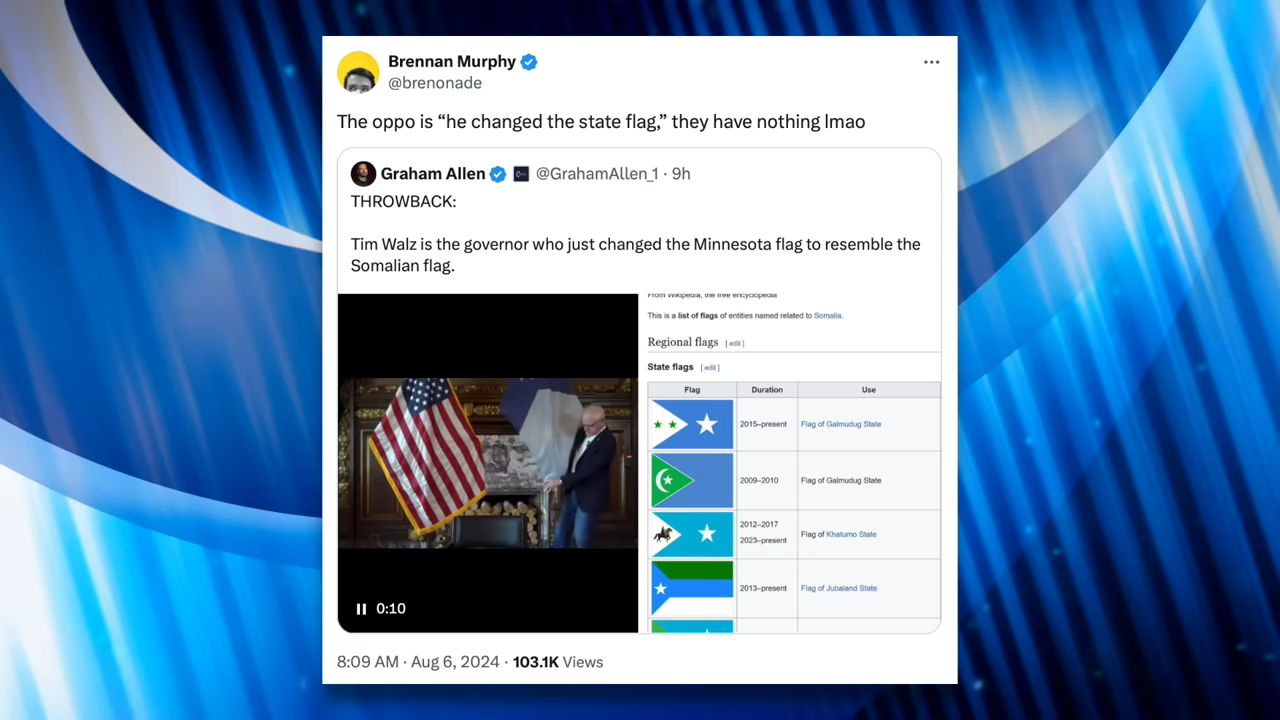 Brennan Murphy
@brenonade
The oppo is “he changed the state flag,” they have nothing lmao
Graham Allen @GrahamAllen_1 · 9h
THROWBACK:
Tim Walz is the governor who just changed the Minnesota flag to resemble the
Somalian flag.
From Wikipedia, the free encyclopedia
This is a list of flags of entities named related to Somalia.
Regional flags [ edit ]
State flags [ edit ]
Flag Duration Use
2015–present Flag of Galmudug State
2009–2010 Flag of Galmudug State
2012–2017
2023–present Flag of Khatumo State
2013–present Flag of Jubaland State
0:10
8:09 AM · Aug 6, 2024 · 103.1K Views